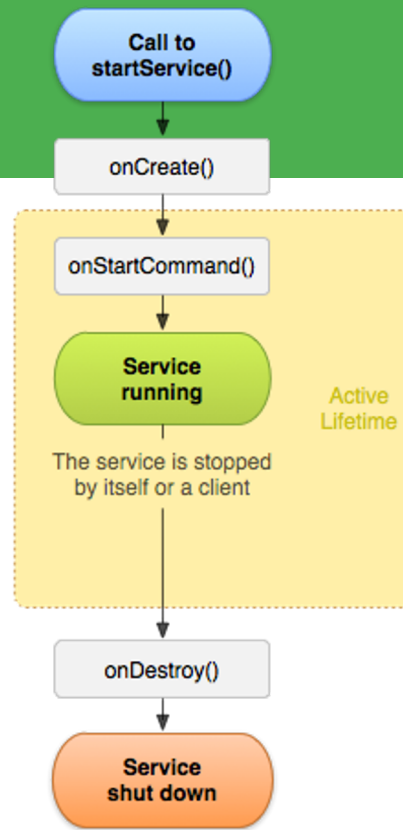 Call to
startService()
onCreate()
onStartCommand()
Service
running
Active
Lifetime
The service is stopped
by itself or a client
onDestroy()
Service
shut down